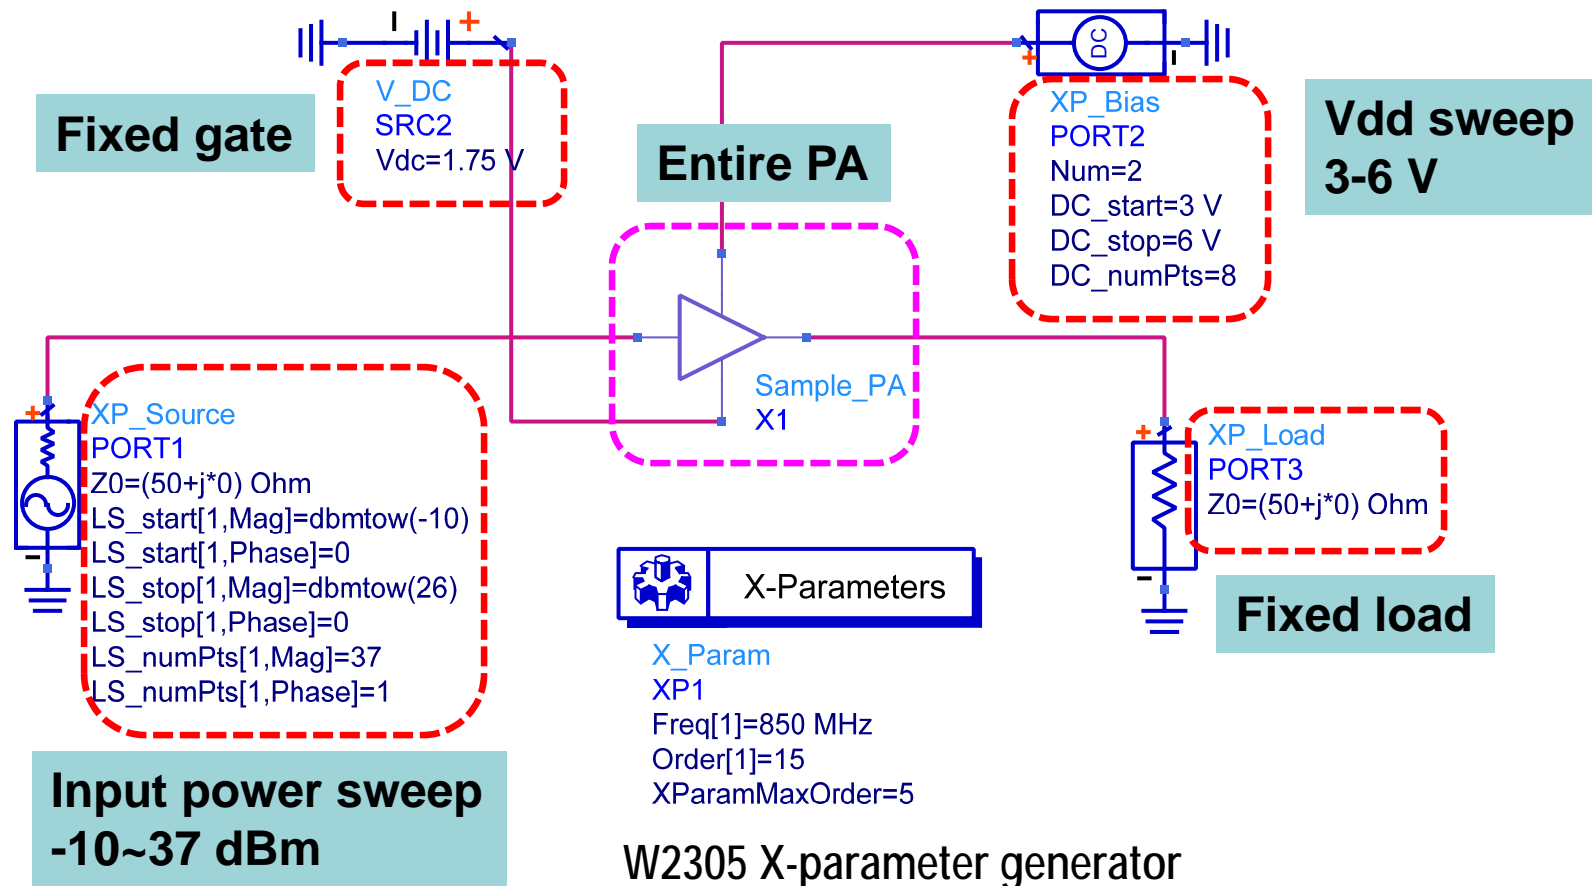 Fixed gate
V_DC
SRC2
Vdc=1.75 V
Entire PA
DC
XP_Bias
PORT2
Num=2
DC_start=3 V
DC_stop=6 V
DC_numPts=8
Vdd sweep
3-6 V
Sample_PA
X1
XP_Source
PORT1
Z0=(50+j*0) Ohm
LS_start[1,Mag]=dbmtow(-10)
LS_start[1,Phase]=0
LS_stop[1,Mag]=dbmtow(26)
LS_stop[1,Phase]=0
LS_numPts[1,Mag]=37
LS_numPts[1,Phase]=1
XP_Load
PORT3
Z0=(50+j*0) Ohm
Fixed load
X-Parameters
X_Param
XP1
Freq[1]=850 MHz
Order[1]=15
XParamMaxOrder=5
Input power sweep
-10~37 dBm
W2305 X-parameter generator